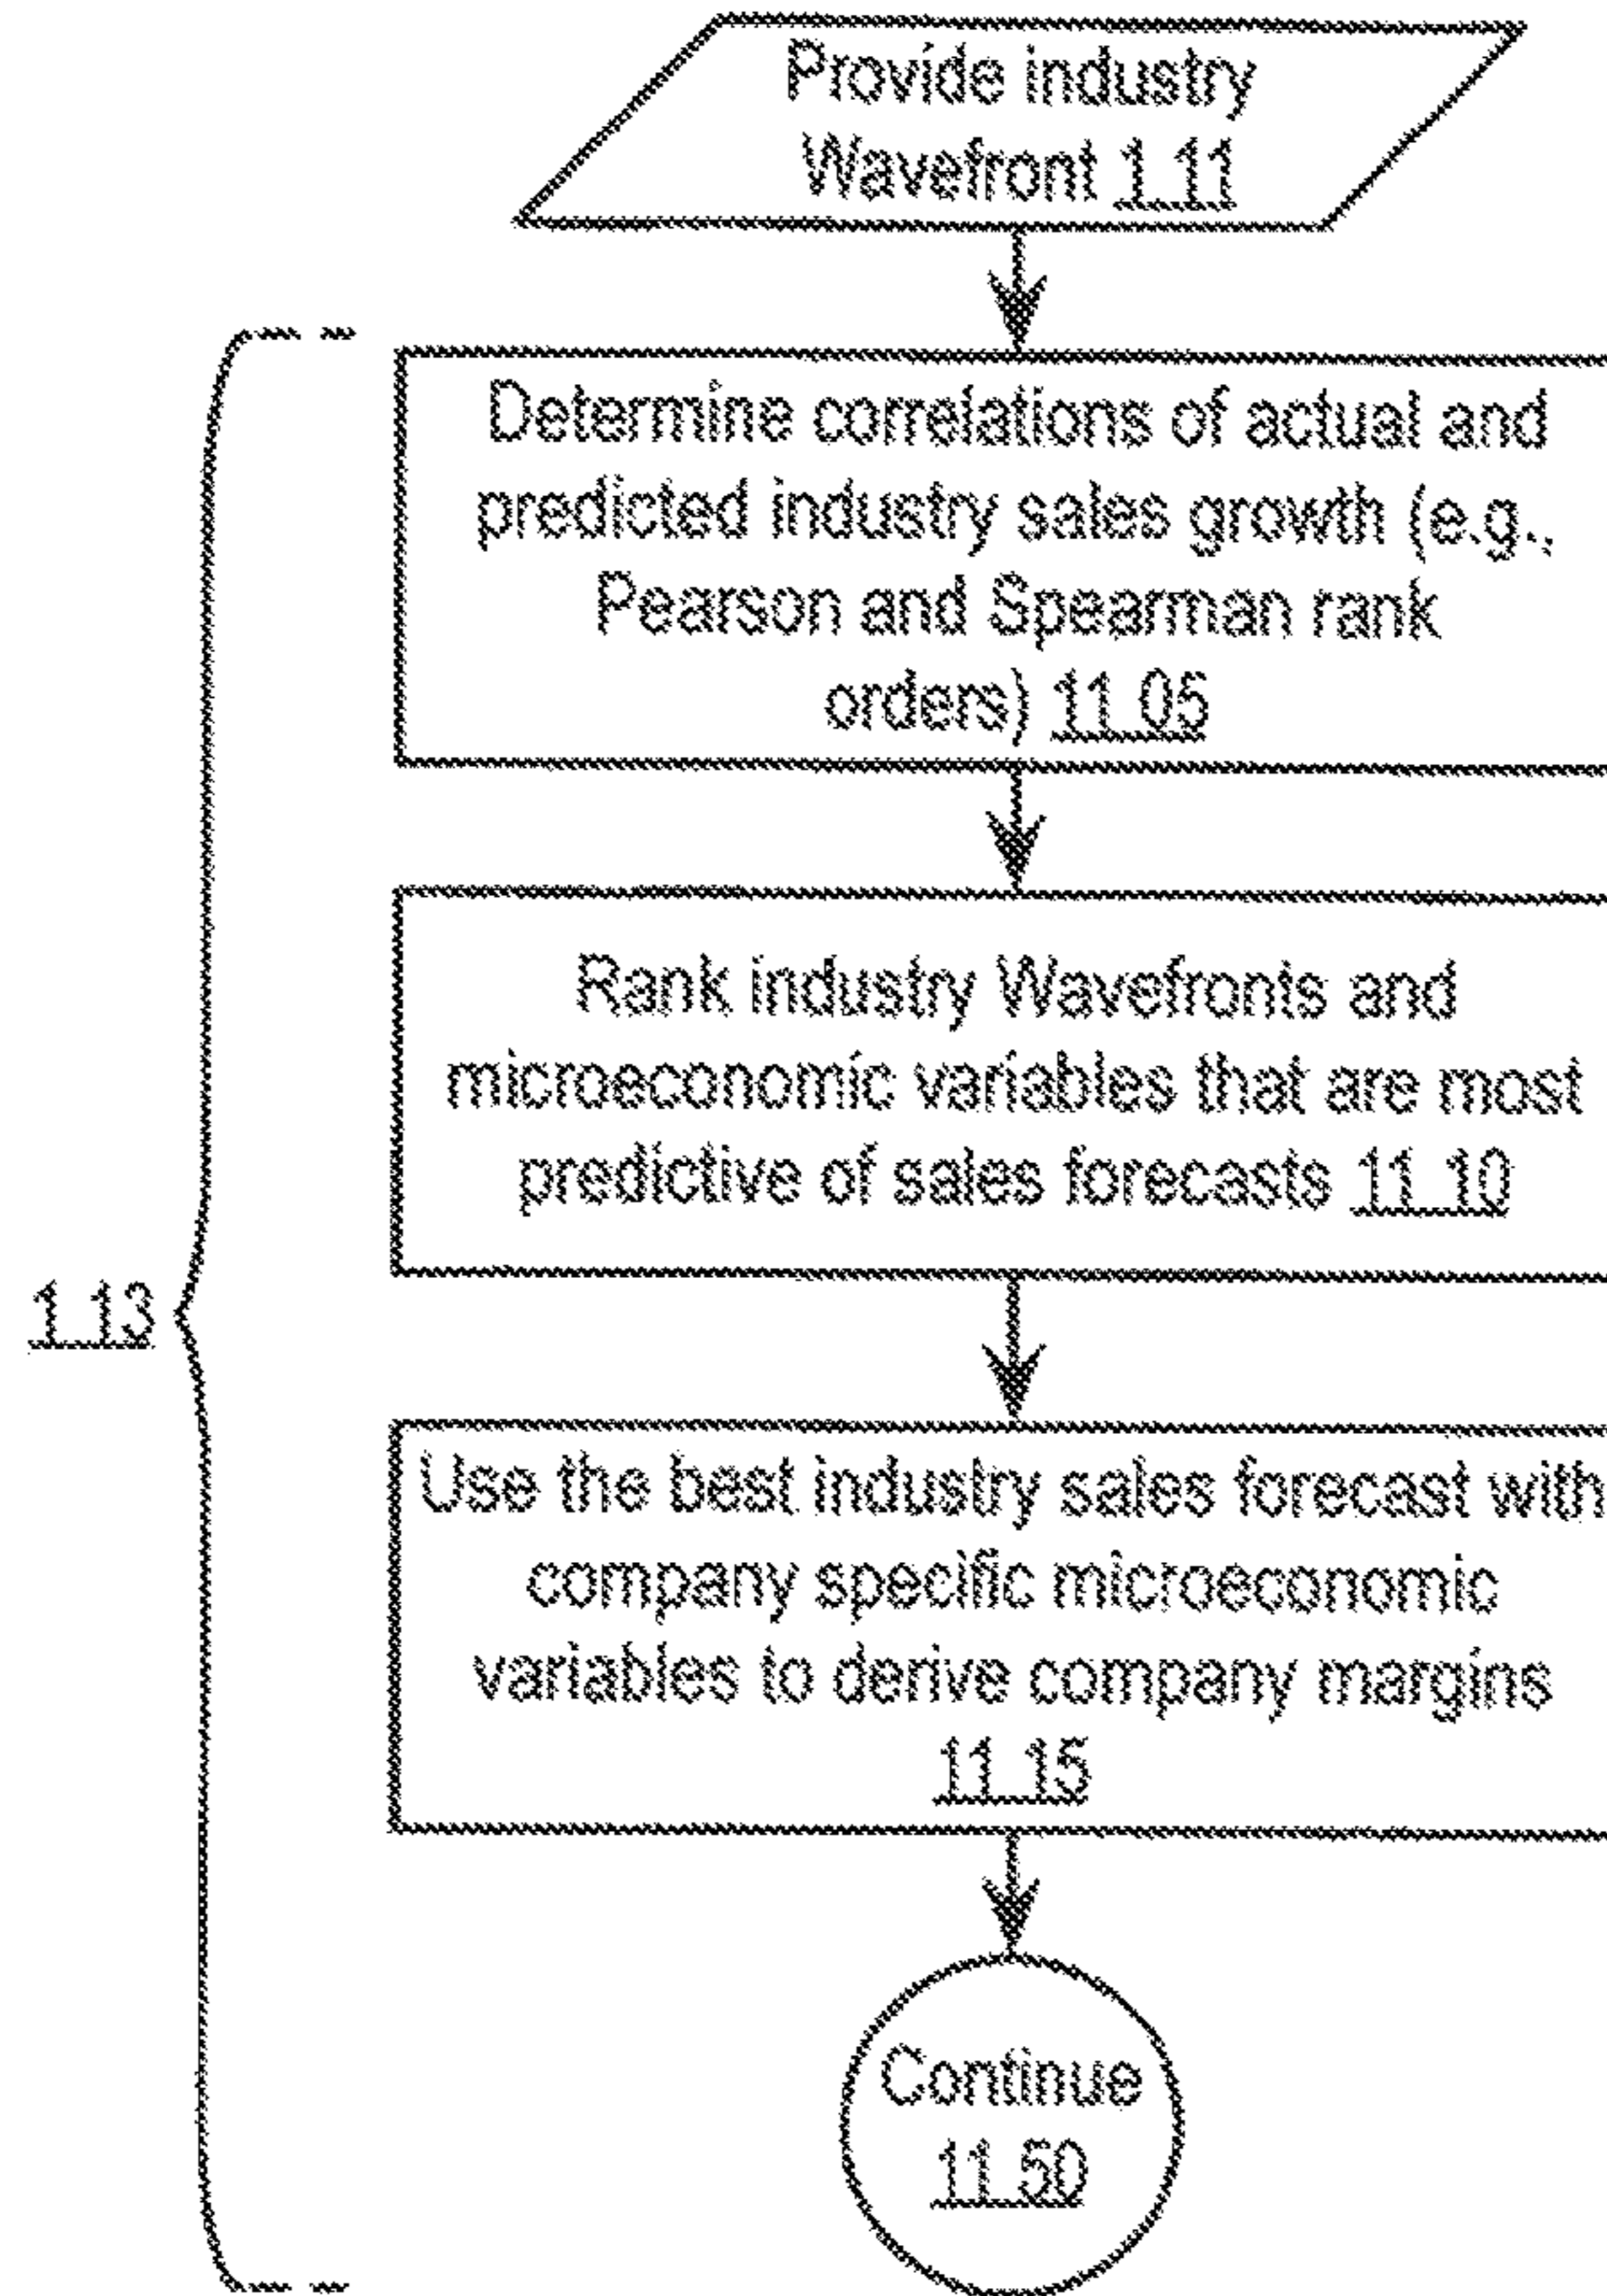 Provide industry
Wavefront 1.11
Determine correlations of actual and
predicted industry sales growth (e.g.,
Pearson and Spearman rank
orders) 11.05
Rank industry Wavefronts and
microeconomic variables that are most
predictive of sales forecasts 11.10
1.13
Use the best industry sales forecast with
company specific microeconomic
variables to derive company margins
11.15
Continue
11.50